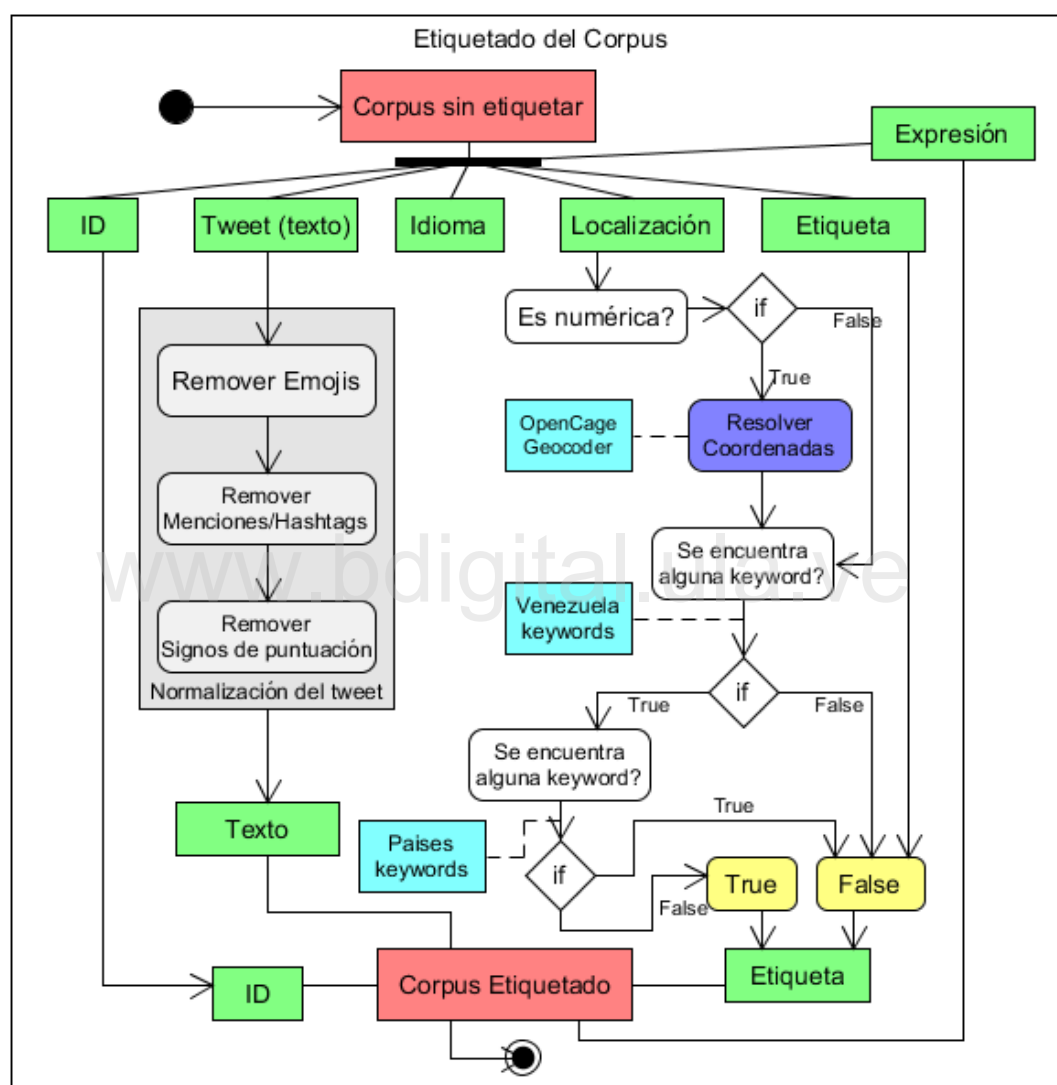 Etiquetado del Corpus
Corpus sin etiquetar
Expresión
ID
Tweet (texto)
Idioma
Localización
Etiqueta
Es numérica?
if
False
True
Remover Emojis
OpenCage
Geocoder
Resolver
Coordenadas
Remover
Menciones/Hashtags
www.bdigital.ula.ve
Se encuentra
alguna keyword?
Venezuela
keywords
Remover
Signos de puntuación
Normalización del tweet
if
True
False
Se encuentra
alguna keyword?
True
Texto
Paises
keywords
if
False
True
False
Etiqueta
ID
Corpus Etiquetado